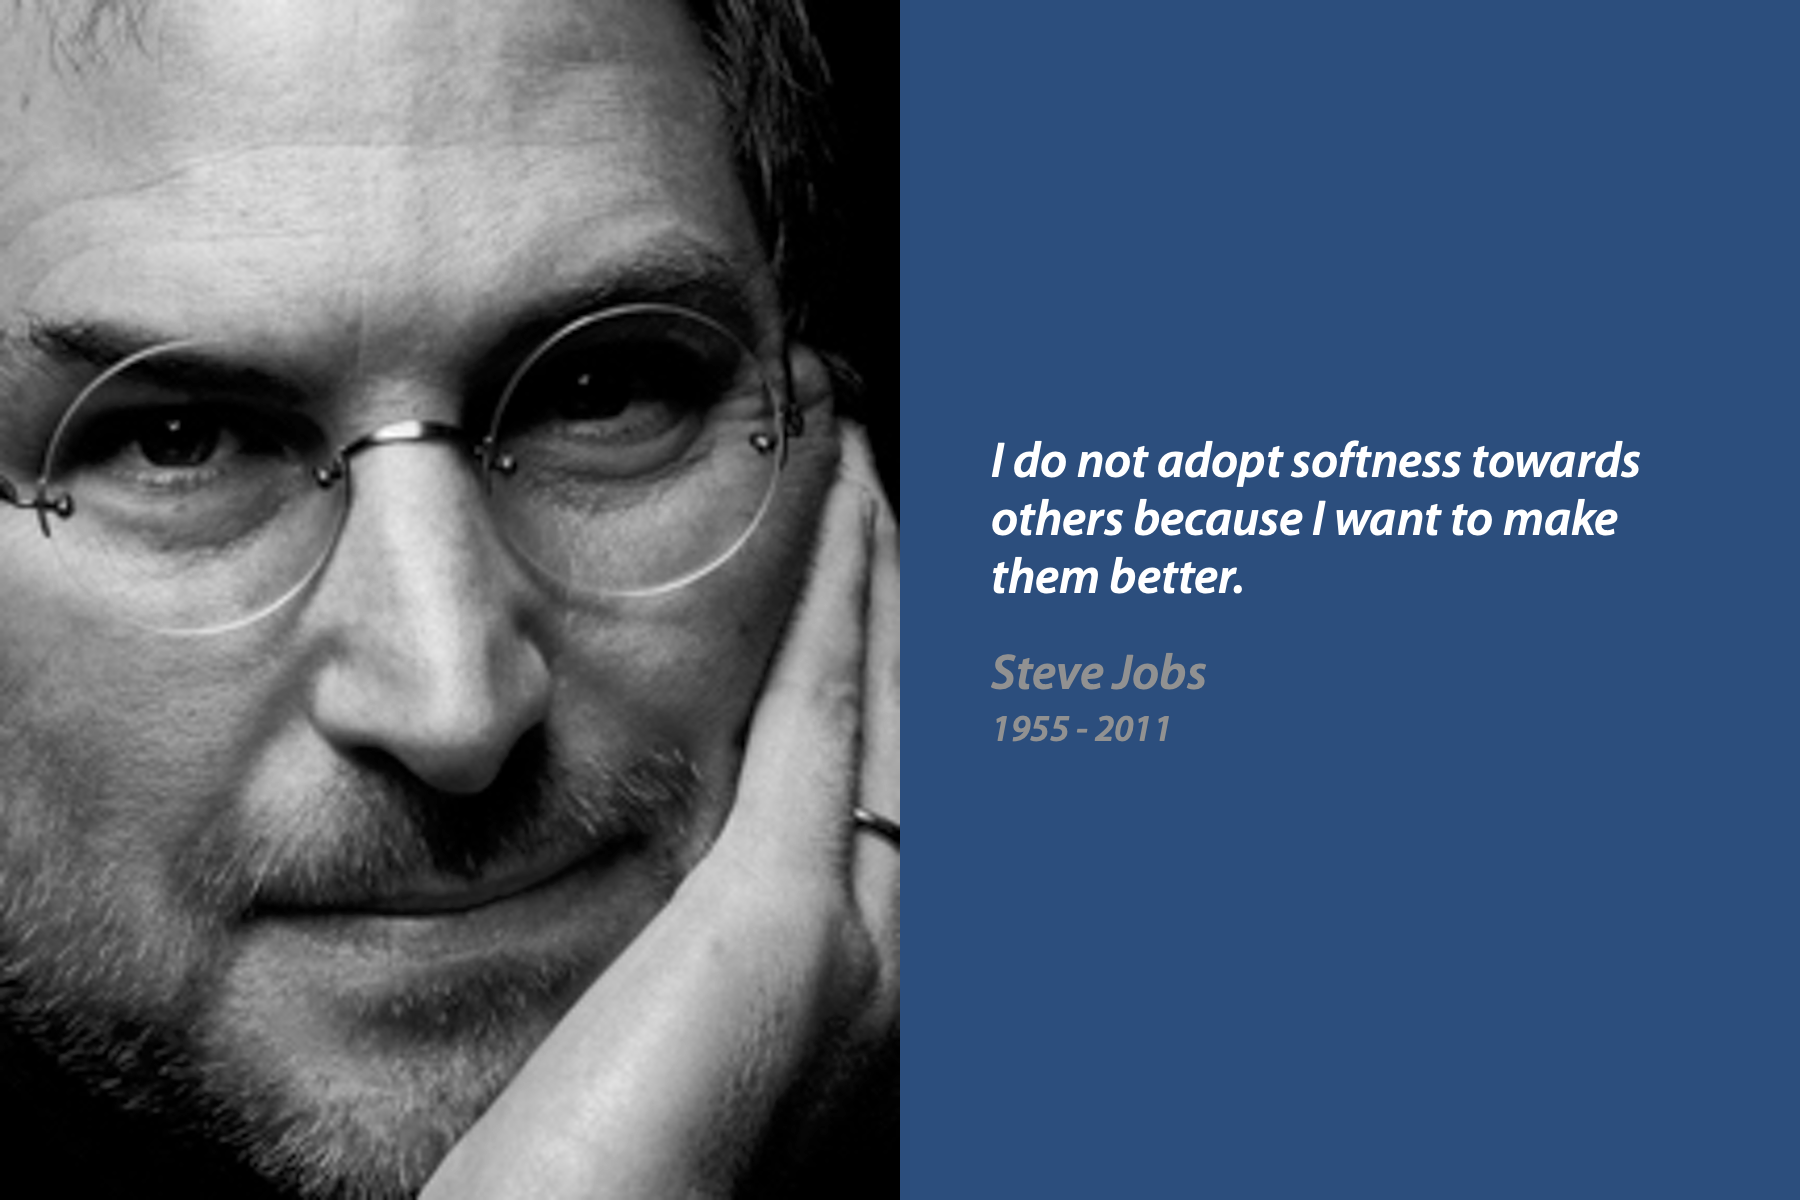 I do not adopt softness towards
others because I want to make
them better.
Steve Jobs
1955 - 2011